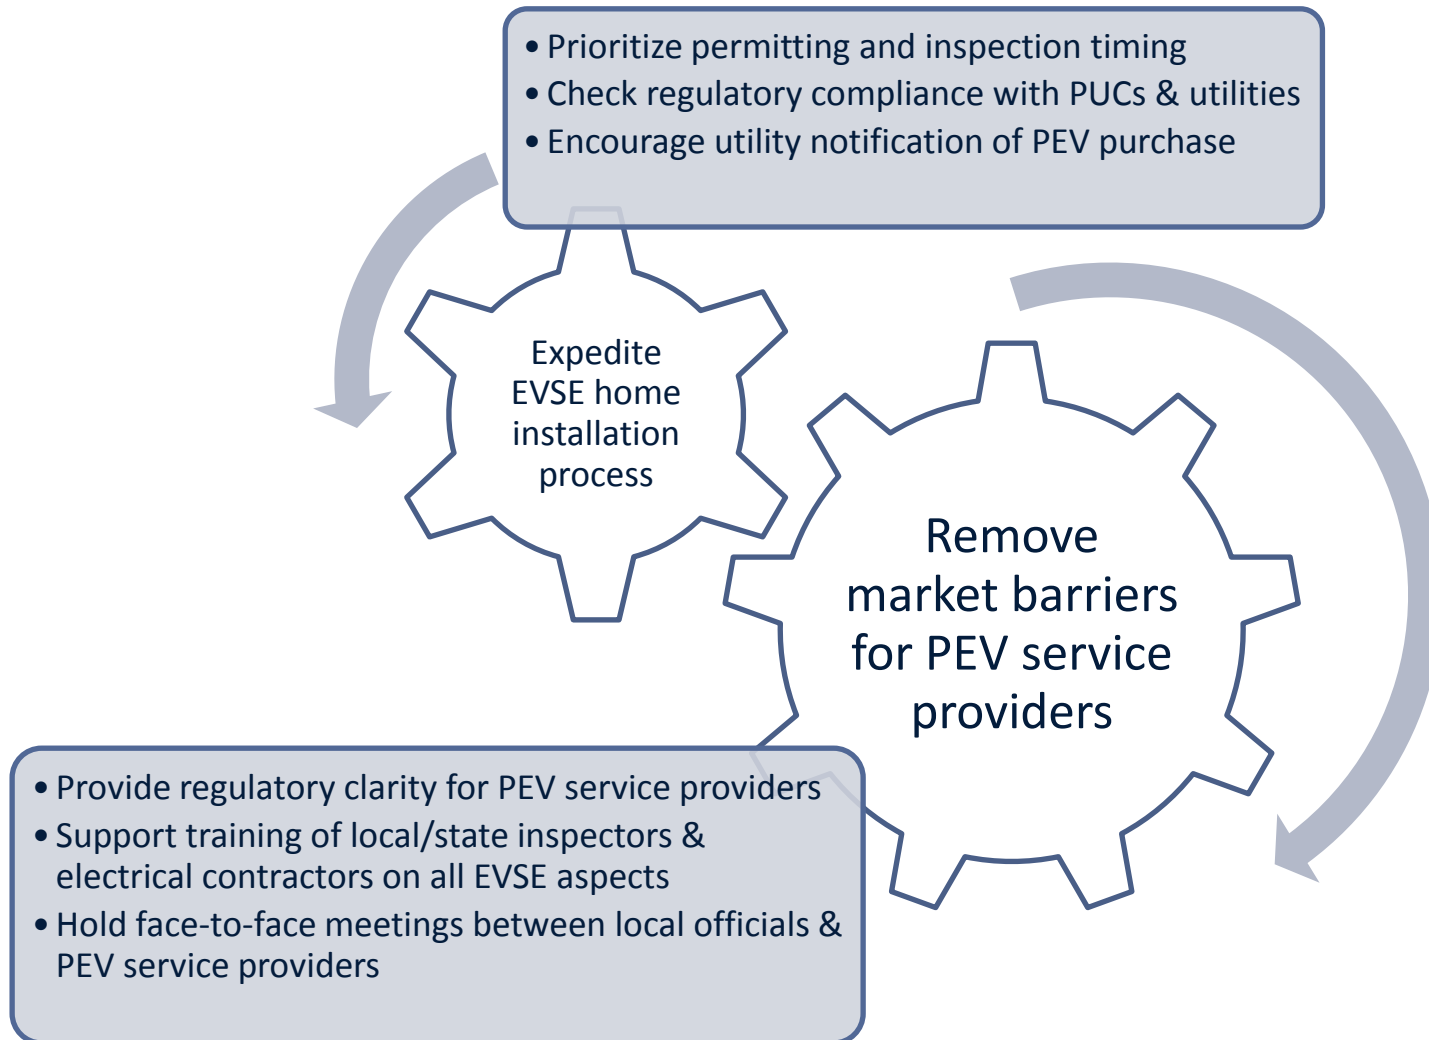 • Prioritize permitting and inspection timing
• Check regulatory compliance with PUCs & utilities
• Encourage utility notification of PEV purchase
Expedite
EVSE home
installation
process
Remove
market barriers
for PEV service
providers
• Provide regulatory clarity for PEV service providers
• Support training of local/state inspectors &
electrical contractors on all EVSE aspects
• Hold face-to-face meetings between local officials &
PEV service providers